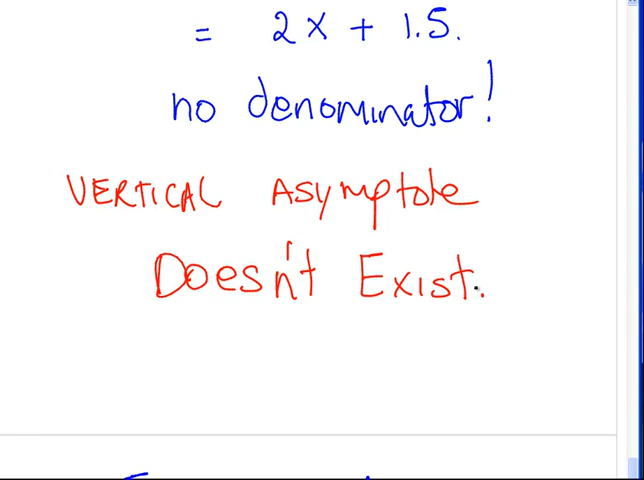 = 2x + 1.5.
no denominator!
VERTICAL Asymptote
Doesn't Exist.